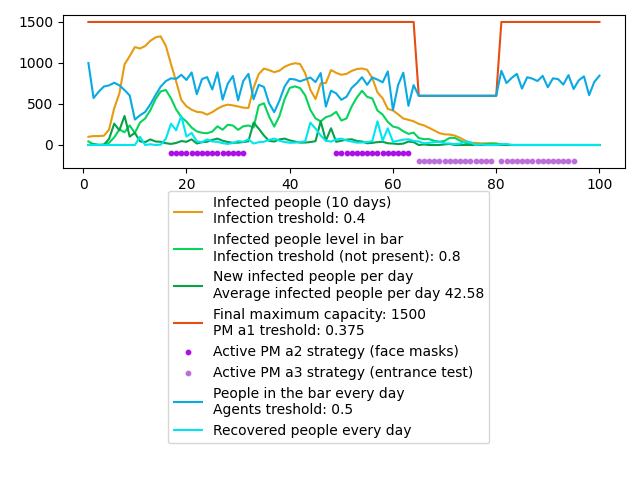 1500
1000
500
0
0
20
40
60
80
100
Infected people (10 days)
Infection treshold: 0.4
Infected people level in bar
Infection treshold (not present): 0.8
New infected people per day
Average infected people per day 42.58
Final maximum capacity: 1500
PM a1 treshold: 0.375
Active PM a2 strategy (face masks)
Active PM a3 strategy (entrance test)
People in the bar every day
Agents treshold: 0.5
Recovered people every day